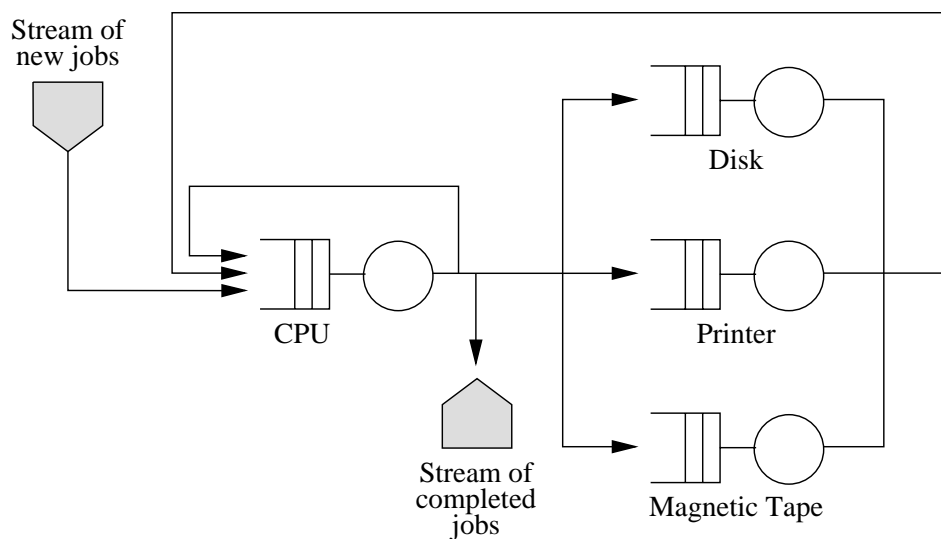 Stream of
new jobs
Disk
CPU
Printer
Stream of
completed
jobs
Magnetic Tape